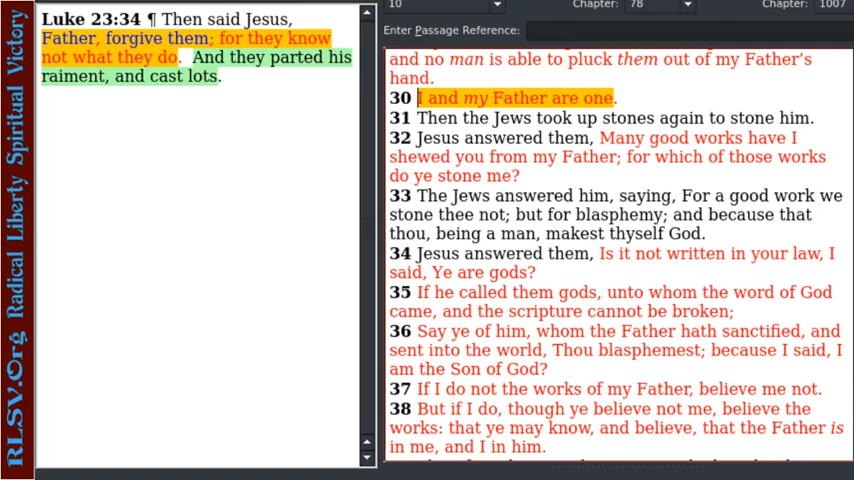 RLSV.Org Radical Liberty Spiritual Victory
Luke 23:34 ¶ Then said Jesus,
Father, forgive them; for they know
not what they do. And they parted his
raiment, and cast lots.
10
Chapter:
78
Chapter:
1007
Enter Passage Reference:
and no man is able to pluck them out of my Father’s
hand.
30 I and my Father are one.
31 Then the Jews took up stones again to stone him.
32 Jesus answered them, Many good works have I
shewed you from my Father; for which of those works
do ye stone me?
33 The Jews answered him, saying, For a good work we
stone thee not; but for blasphemy; and because that
thou, being a man, makest thyself God.
34 Jesus answered them, Is it not written in your law, I
said, Ye are gods?
35 If he called them gods, unto whom the word of God
came, and the scripture cannot be broken;
36 Say ye of him, whom the Father hath sanctified, and
sent into the world, Thou blasphemest; because I said, I
am the Son of God?
37 If I do not the works of my Father, believe me not.
38 But if I do, though ye believe not me, believe the
works: that ye may know, and believe, that the Father is
in me, and I in him.